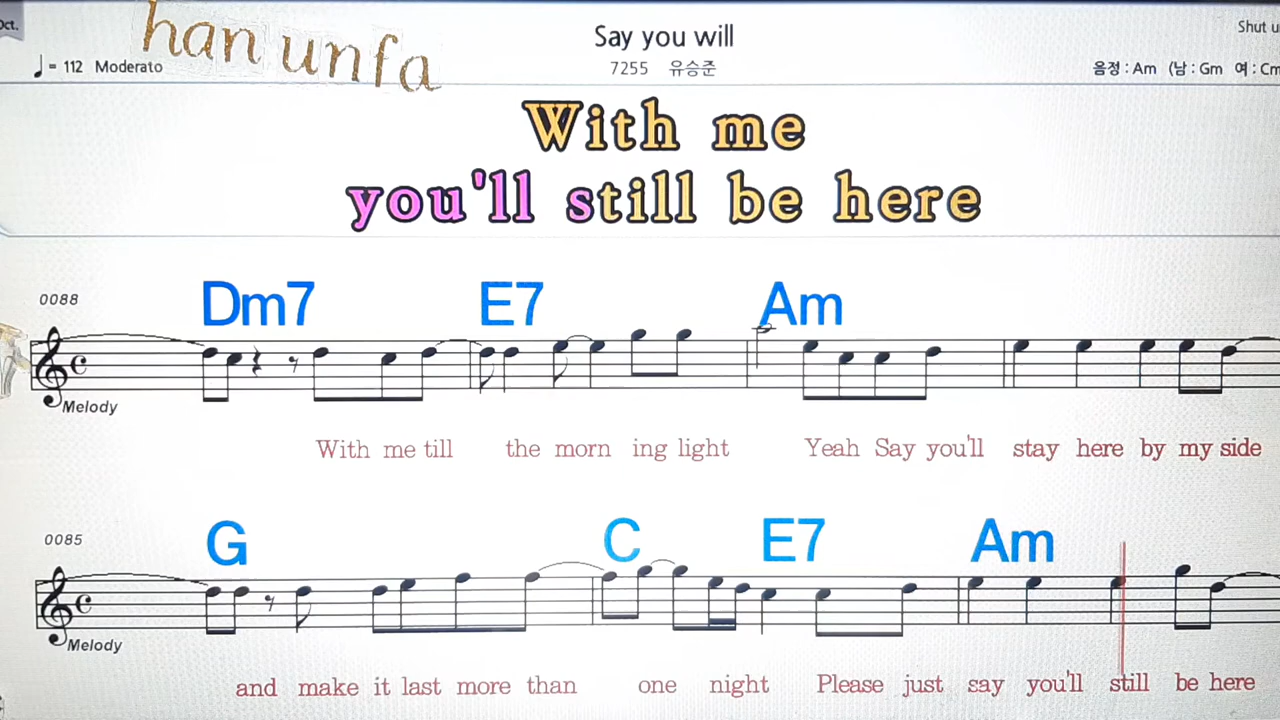 Oct.
han unfa
Say you will
Shut u
= 112 Moderato
7255 유승준
음정 : Am (남 : Gm 여 : Cm
With me
you'll still be here
0088
Dm7 E7 Am
Melody
With me till the morn ing light Yeah Say you'll stay here by my side
0085
G C E7 Am
Melody
and make it last more than one night Please just say you'll still be here